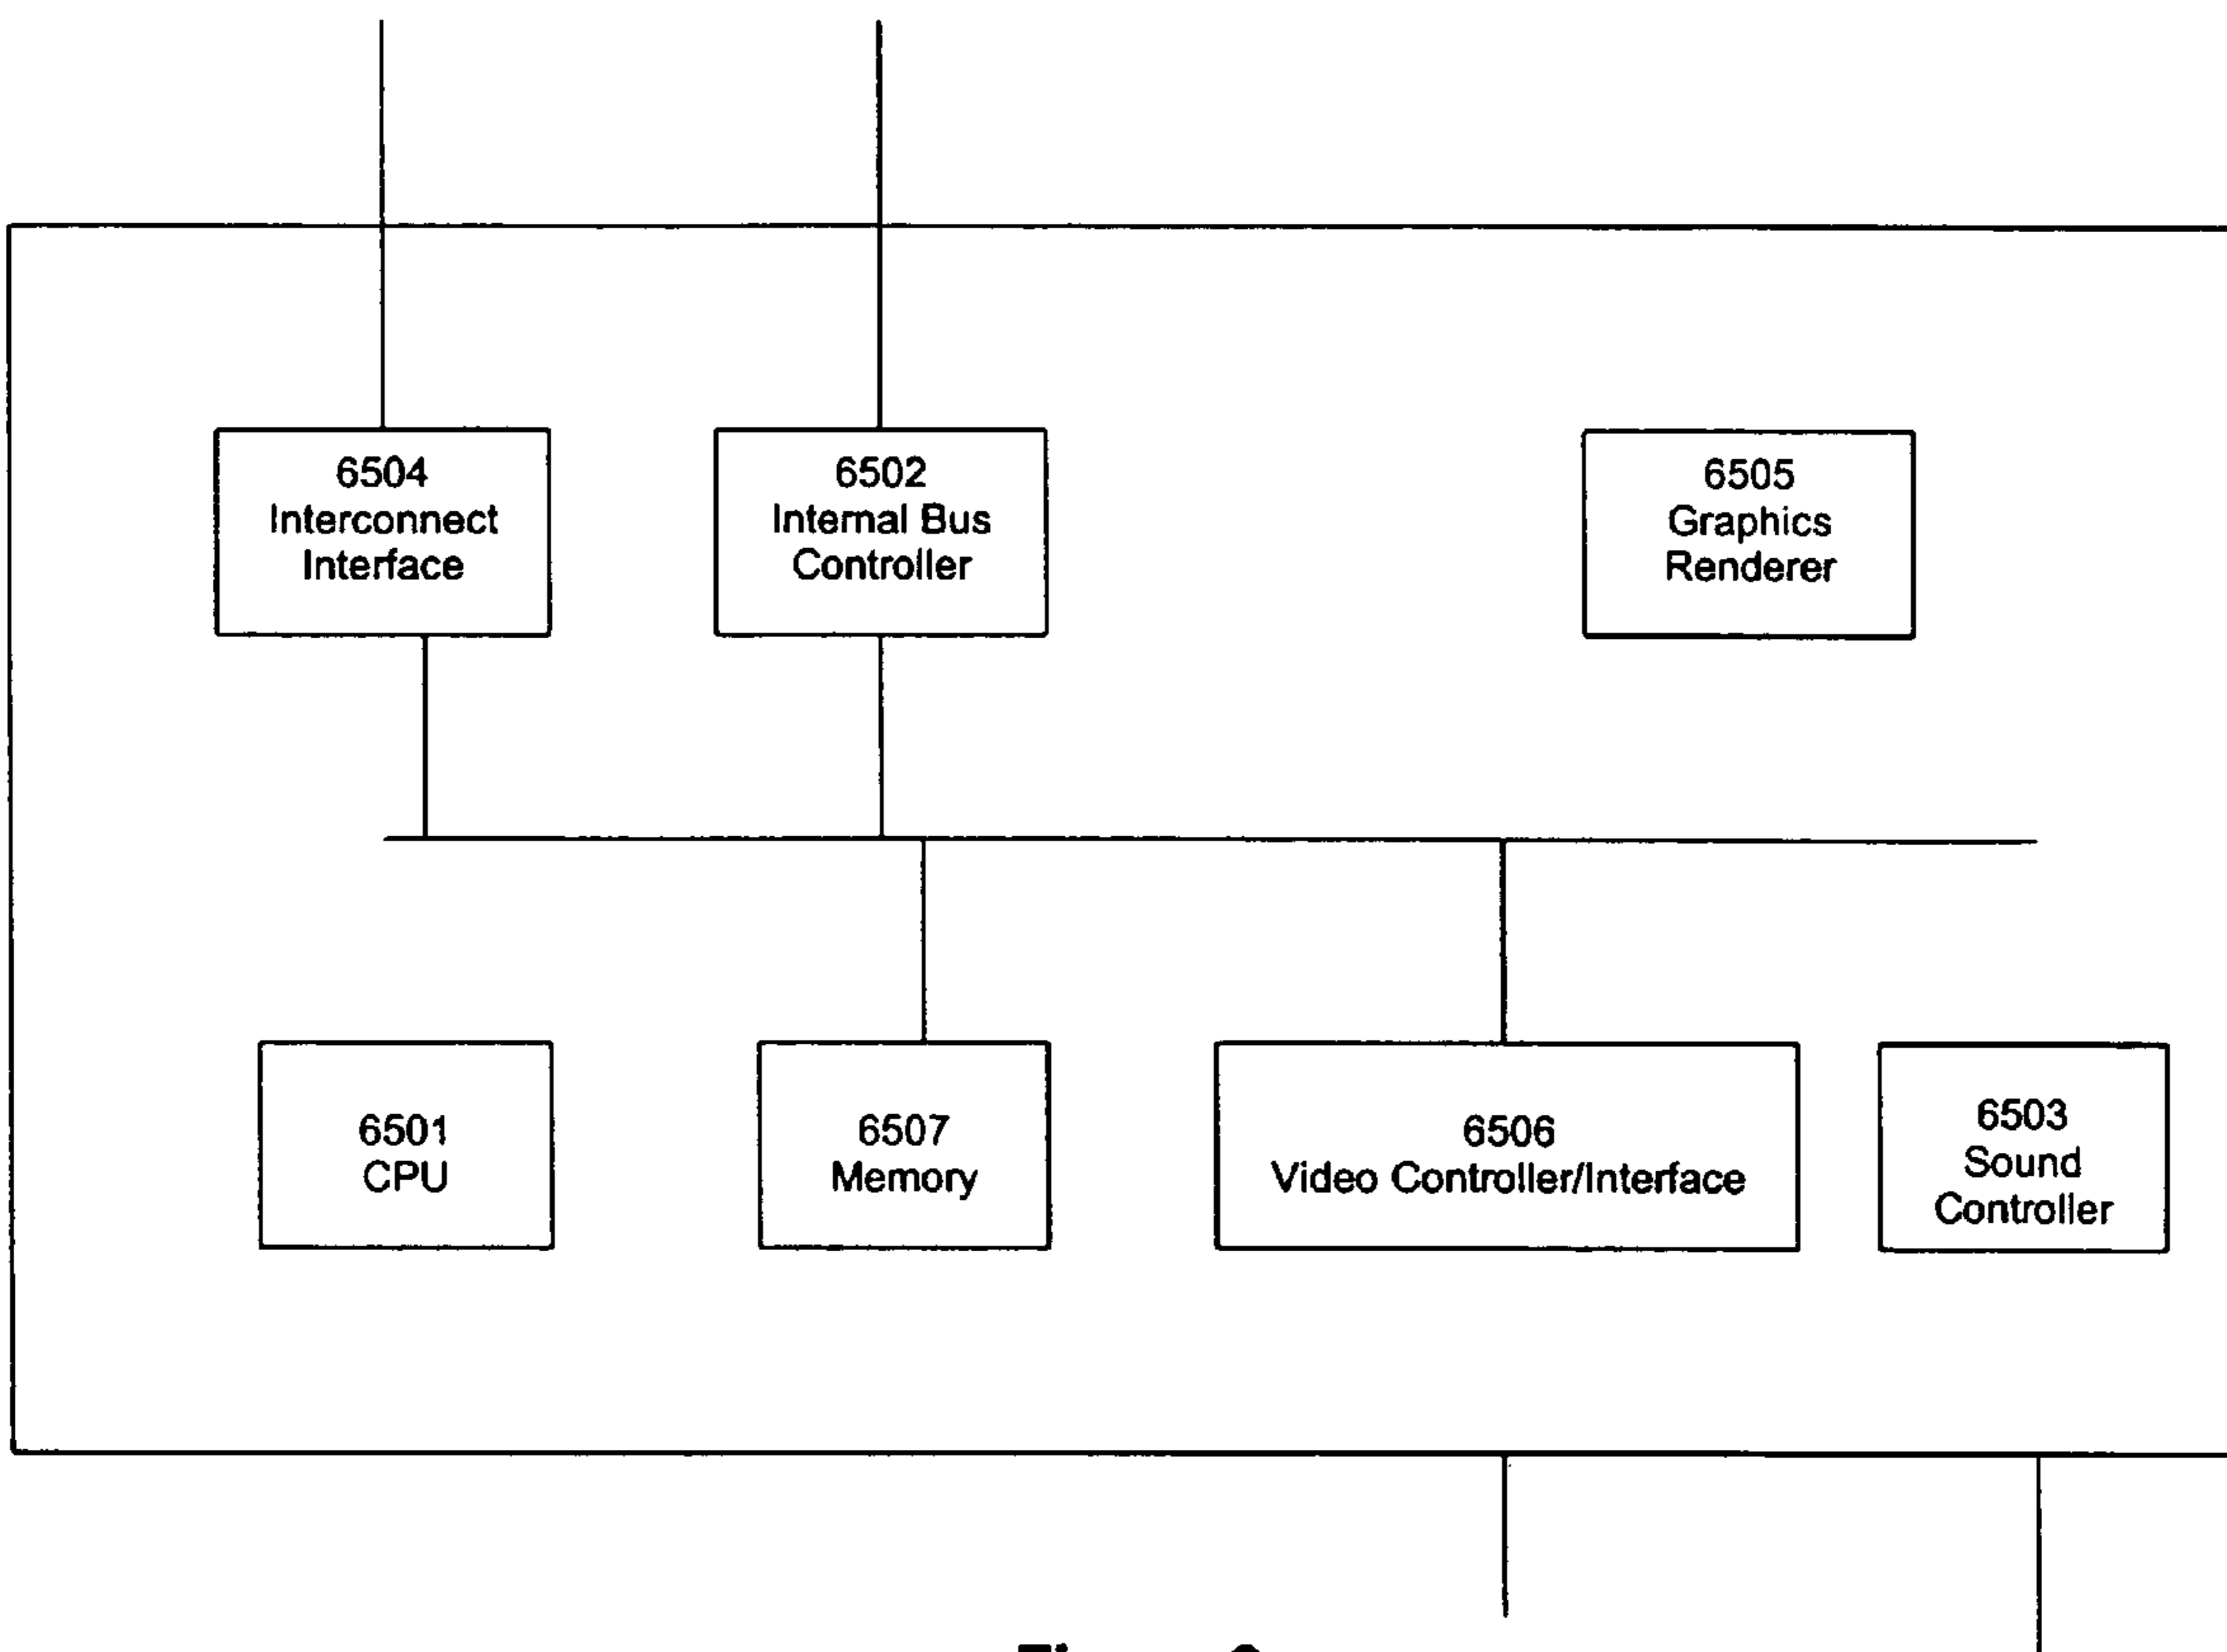 6504
Interconnect
Interface
6502
Internal Bus
Controller
6505
Graphics
Renderer
6501
CPU
6507
Memory
6506
Video Controller/Interface
6503
Sound
Controller